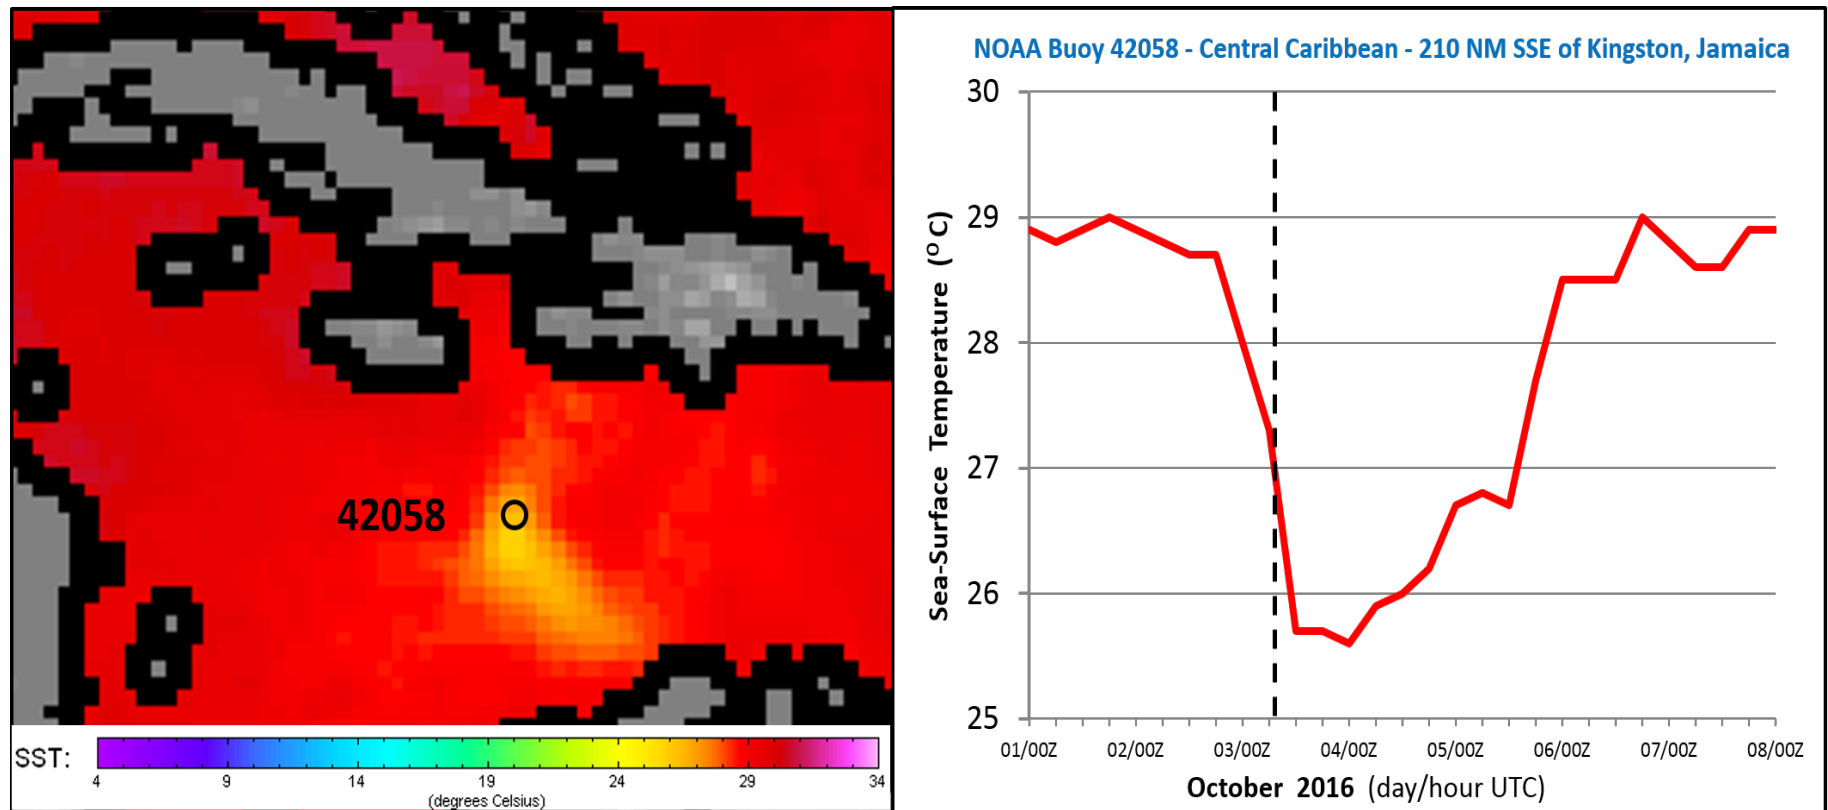 42058
SST:
4 9 14 19 24 29 34
(degrees Celsius)
NOAA Buoy 42058 - Central Caribbean - 210 NM SSE of Kingston, Jamaica
Sea-Surface Temperature (°C)
30
29
28
27
26
25
01/00Z 02/00Z 03/00Z 04/00Z 05/00Z 06/00Z 07/00Z 08/00Z
October 2016 (day/hour UTC)